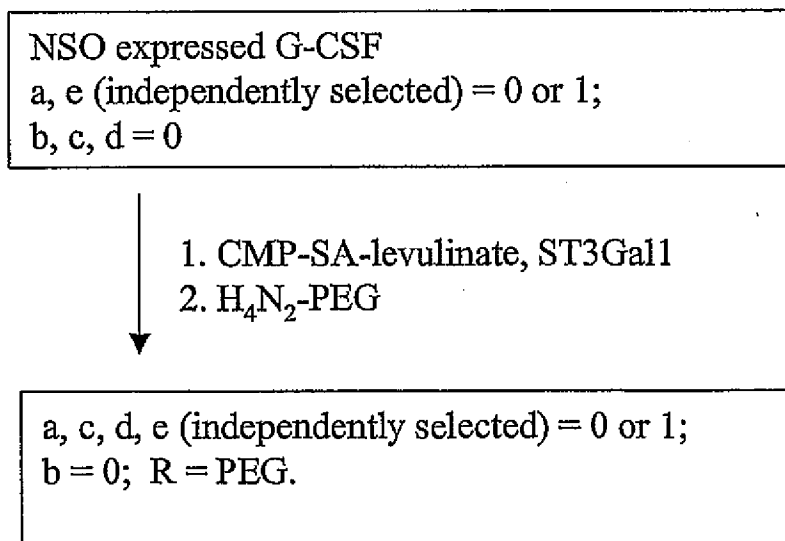 NSO expressed G-CSF
a, e (independently selected) = 0 or 1;
b, c, d = 0
1. CMP-SA-levulinate, ST3Gal1
2. H₄N₂-PEG
a, c, d, e (independently selected) = 0 or 1;
b = 0; R = PEG.